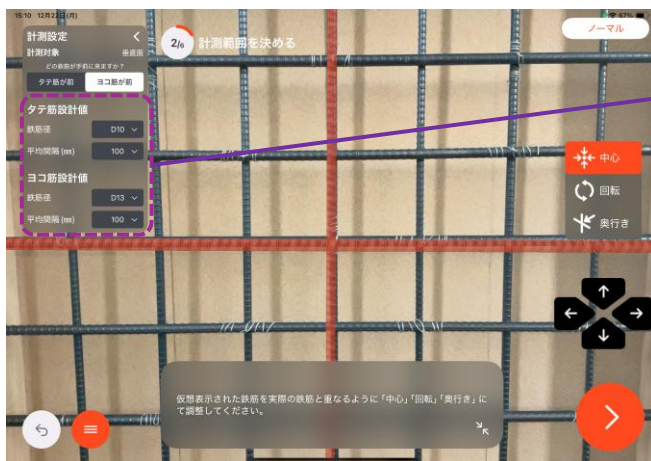 15:10 12月22日(月)
67%
計測設定
計測対象 垂直面
どの鉄筋が手前に来ますか？
タテ筋が前 ヨコ筋が前
タテ筋設計値
鉄筋径 D10
平均間隔(mm) 100
ヨコ筋設計値
鉄筋径 D13
平均間隔(mm) 100
2/6 計測範囲を決める
ノーマル
中心
回転
奥行き
仮想表示された鉄筋を実際の鉄筋と重なるように「中心」「回転」「奥行き」に
て調整してください。